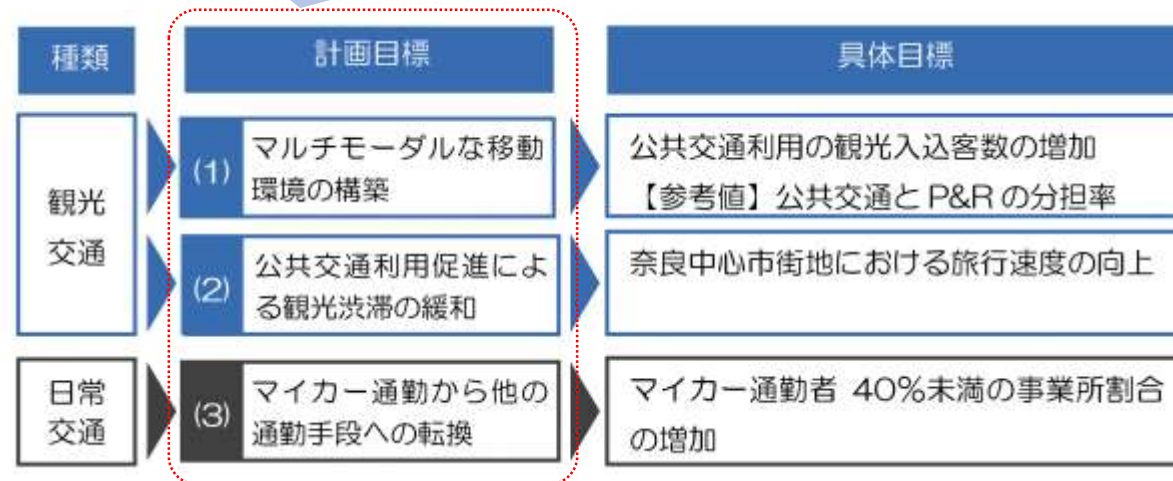 種類
計画目標
具体目標
観光
交通
(1)
マルチモーダルな移動
環境の構築
公共交通利用の観光入込客数の増加
【参考値】公共交通とP&Rの分担率
(2)
公共交通利用促進によ
る観光渋滞の緩和
奈良中心市街地における旅行速度の向上
日常
交通
(3)
マイカー通勤から他の
通勤手段への転換
マイカー通勤者 40%未満の事業所割合
の増加